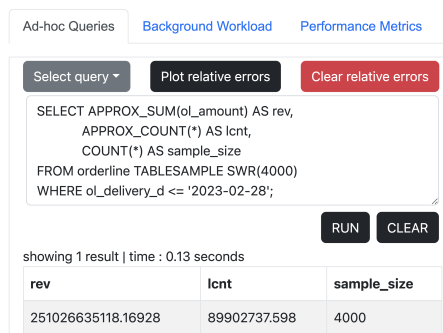 Ad-hoc Queries Background Workload Performance Metrics
Select query Plot relative errors Clear relative errors
SELECT APPROX_SUM(ol_amount) AS rev,
APPROX_COUNT(*) AS lcnt,
COUNT(*) AS sample_size
FROM orderline TABLESAMPLE SWR(4000)
WHERE ol_delivery_d <= '2023-02-28';
RUN CLEAR
showing 1 result | time : 0.13 seconds
rev lcnt sample_size
251026635118.16928 89902737.598 4000